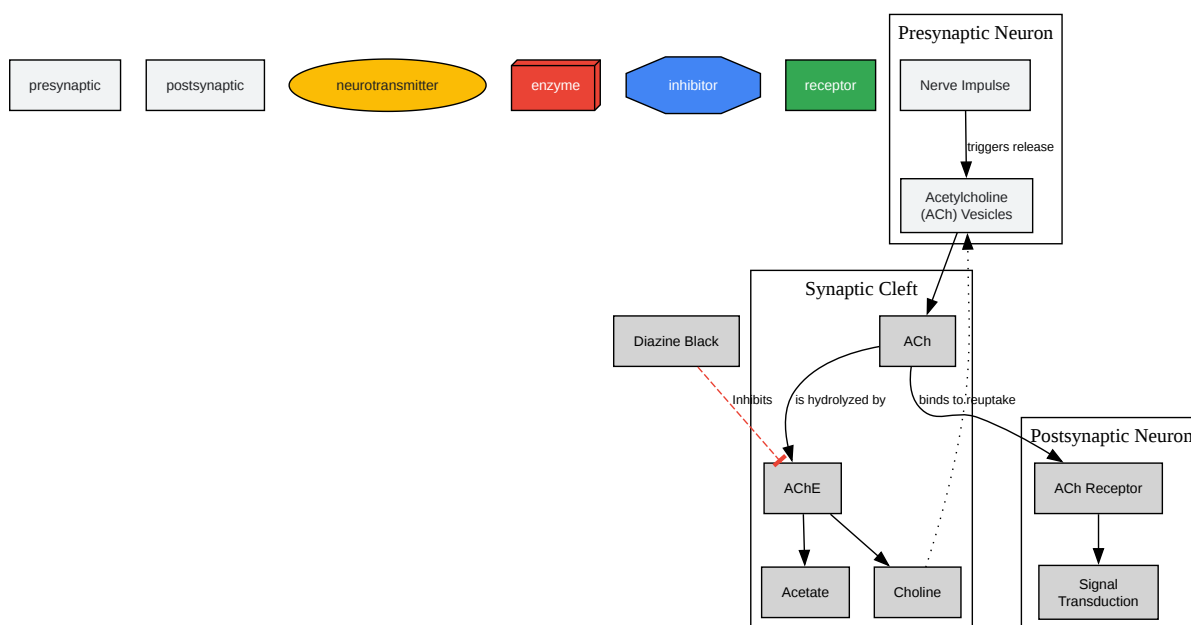 Presynaptic Neuron
presynaptic
postsynaptic
neurotransmitter
enzyme
inhibitor
receptor
Nerve Impulse
triggers release
Acetylcholine
(ACh) Vesicles
Synaptic Cleft
Diazine Black
ACh
Inhibits
is hydrolyzed by
binds to
reuptake
Postsynaptic Neuron
AChE
ACh Receptor
Acetate
Choline
Signal
Transduction